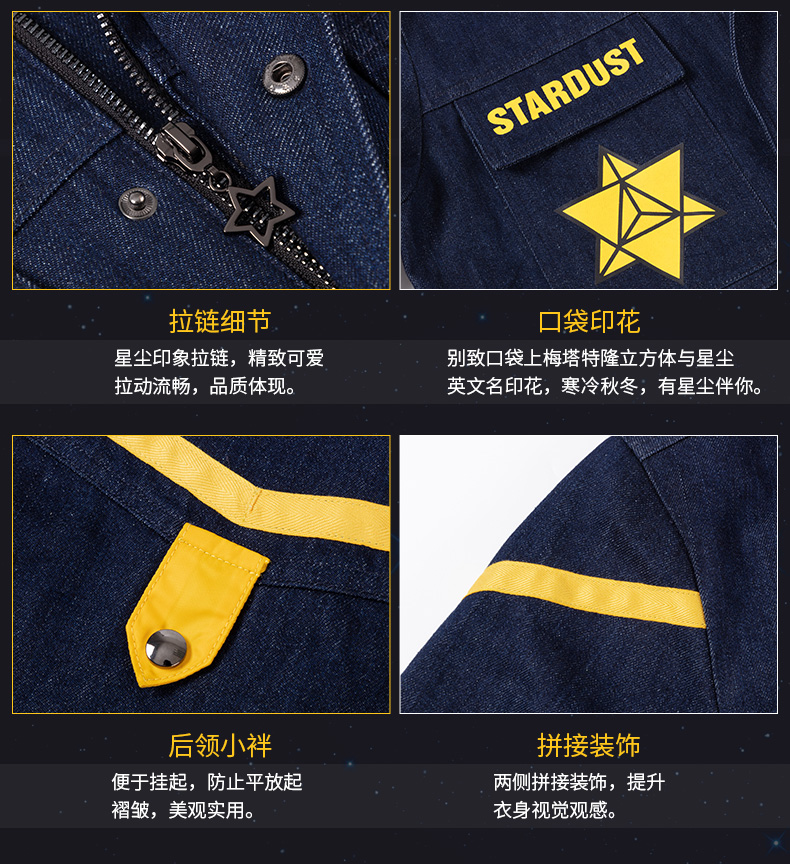 STARDUST
拉链细节
星尘印象拉链，精致可爱
拉动流畅，品质体现。
口袋印花
别致口袋上梅塔特隆立方体与星尘
英文名印花，寒冷秋冬，有星尘伴你。
后领小袢
便于挂起，防止平放起
褶皱，美观实用。
拼接装饰
两侧拼接装饰，提升
衣身视觉观感。